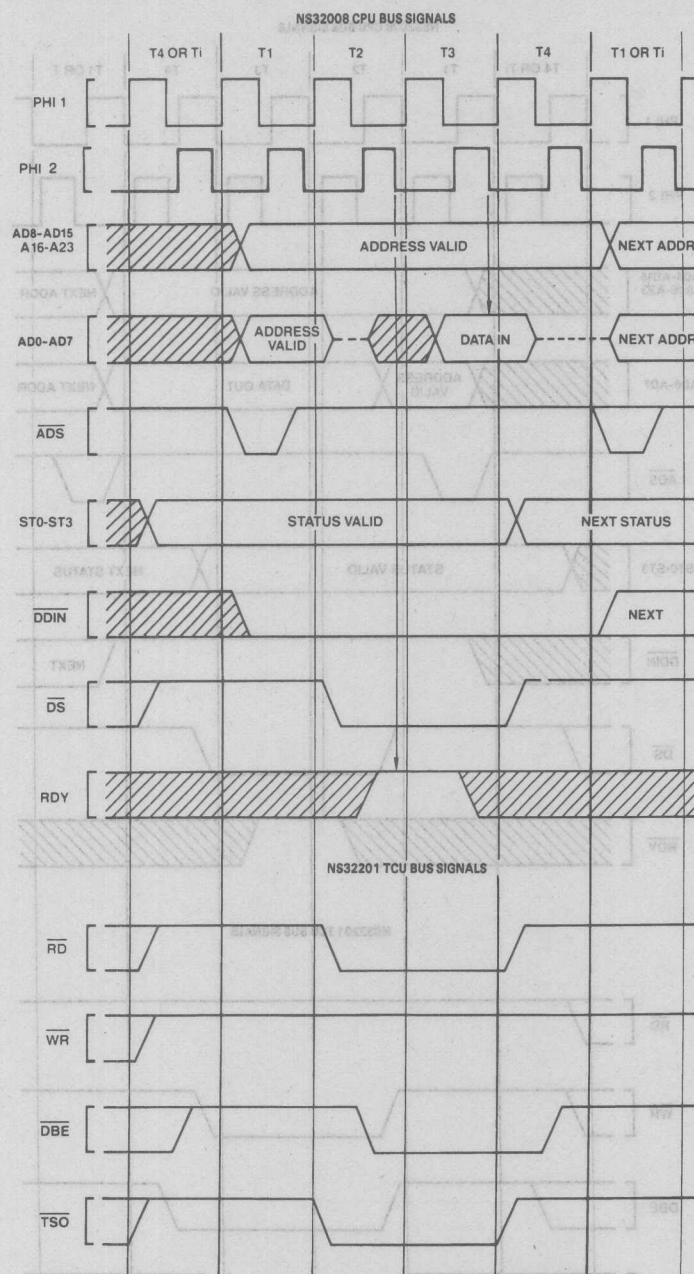 NS32008 CPU BUS SIGNALS
T4 OR Ti T1 T2 T3 T4 T1 OR Ti
PHI 1
PHI 2
AD8-AD15
A16-A23
ADDRESS VALID
NEXT ADDR
AD0-AD7
ADDRESS
VALID
DATA IN
NEXT ADDR
ADS
ST0-ST3
STATUS VALID
NEXT STATUS
DDIN
NEXT
DS
RDY
NS32201 TCU BUS SIGNALS
RD
WR
DBE
TSO